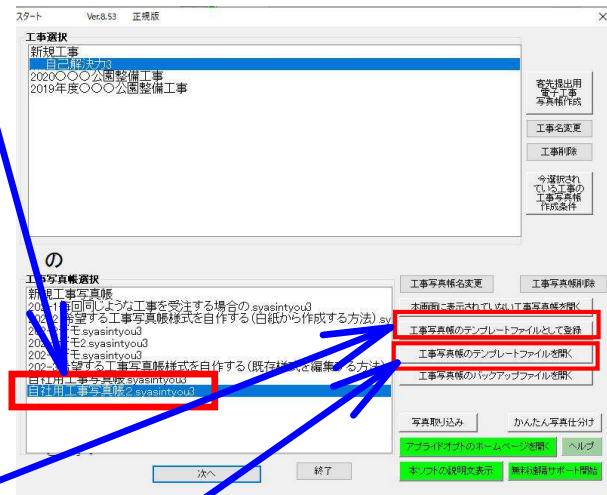 スタート Ver.8.53 正規版
工事選択
新規工事
自己解決力3
2020○○○公園整備工事
2019年度○○○公園整備工事
客先提出用
電子工事
写真帳作成
工事名変更
工事削除
今選択され
ている工事の
工事写真帳
作成条件
の
工事写真帳選択
新規工事写真帳
毎回同じような工事を受注する場合の.syasintyou3
希望する工事写真帳様式を自作する(白紙から作成する方法).sy
モ.syasintyou3
モ2.syasintyou3
モ.syasintyou3
望する工事写真帳様式を自作する(既存様式を編集する方法)
自社用工事写真帳.syasintyou3
自社用工事写真帳2.syasintyou3
工事写真帳名変更
工事写真帳削除
本画面に表示されていない工事写真帳を開く
工事写真帳のテンプレートファイルとして登録
工事写真帳のテンプレートファイルを開く
工事写真帳のバックアップファイルを開く
写真取り込み
かんたん写真仕分け
アプライドオプトのホームページを開く
ヘルプ
次へ
終了
本ソフトの説明文表示
無料遠隔サポート開始